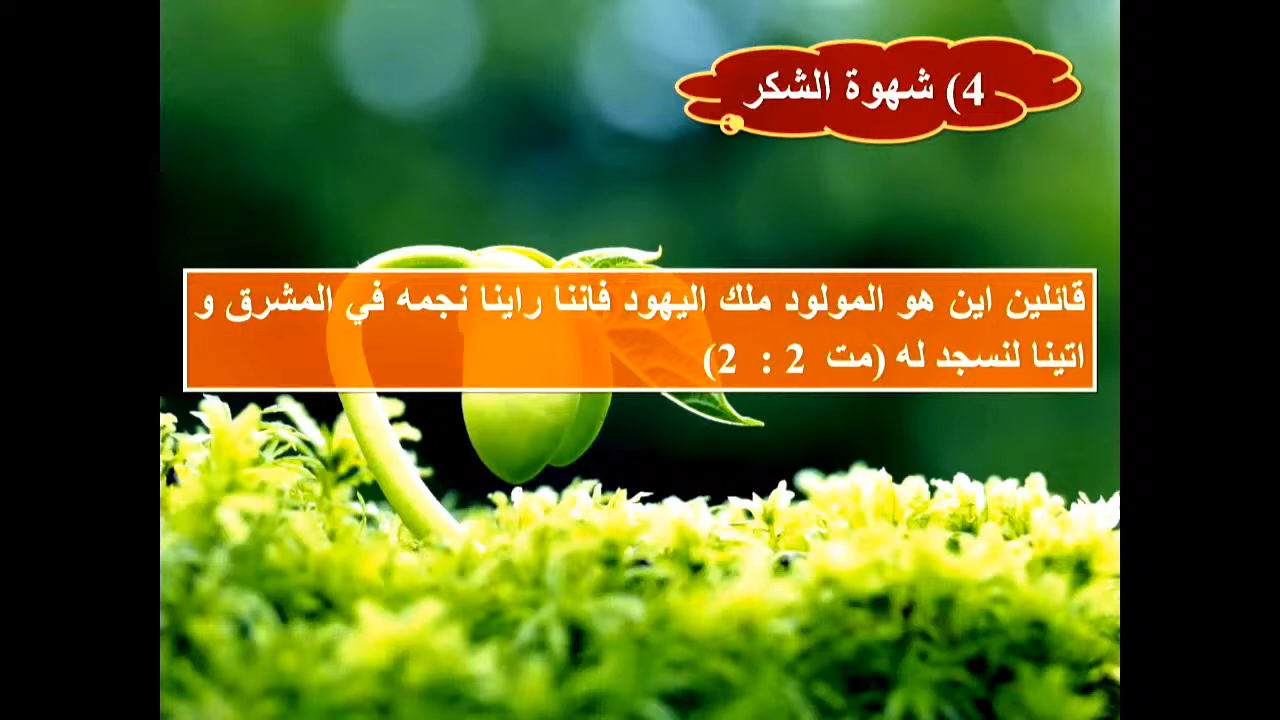 4) شهوة الشكر
قائلين اين هو المولود ملك اليهود فاننا راينا نجمه في المشرق و
اتينا لنسجد له (مت 2 : 2)